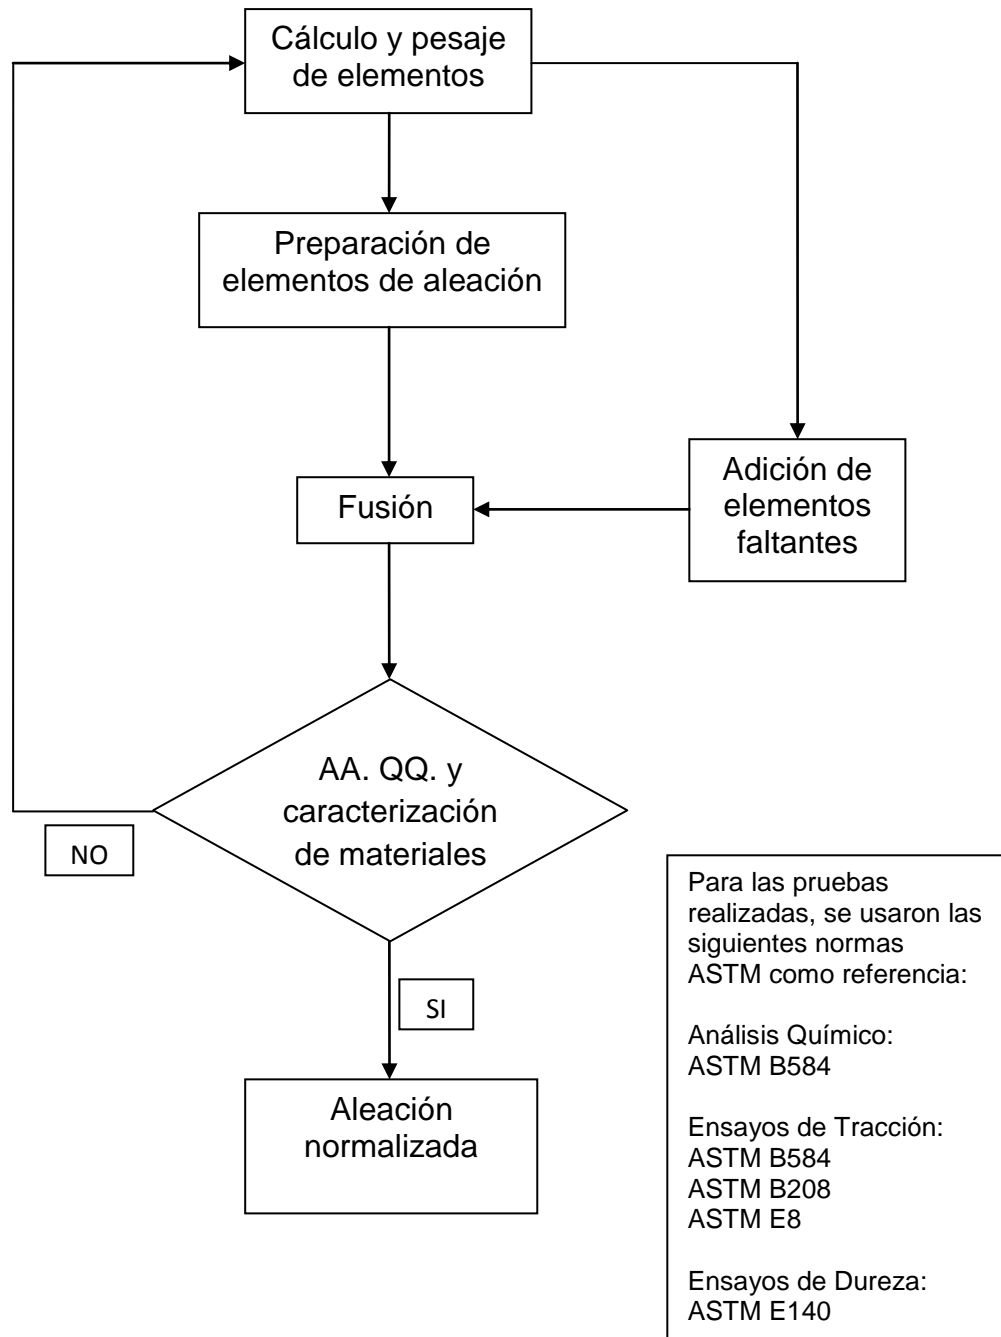 Cálculo y pesaje
de elementos
Preparación de
elementos de aleación
Fusión
Adición de
elementos
faltantes
AA. QQ. y
caracterización
de materiales
NO
SI
Aleación
normalizada
Para las pruebas
realizadas, se usaron las
siguientes normas
ASTM como referencia:
Análisis Químico:
ASTM B584
Ensayos de Tracción:
ASTM B584
ASTM B208
ASTM E8
Ensayos de Dureza:
ASTM E140